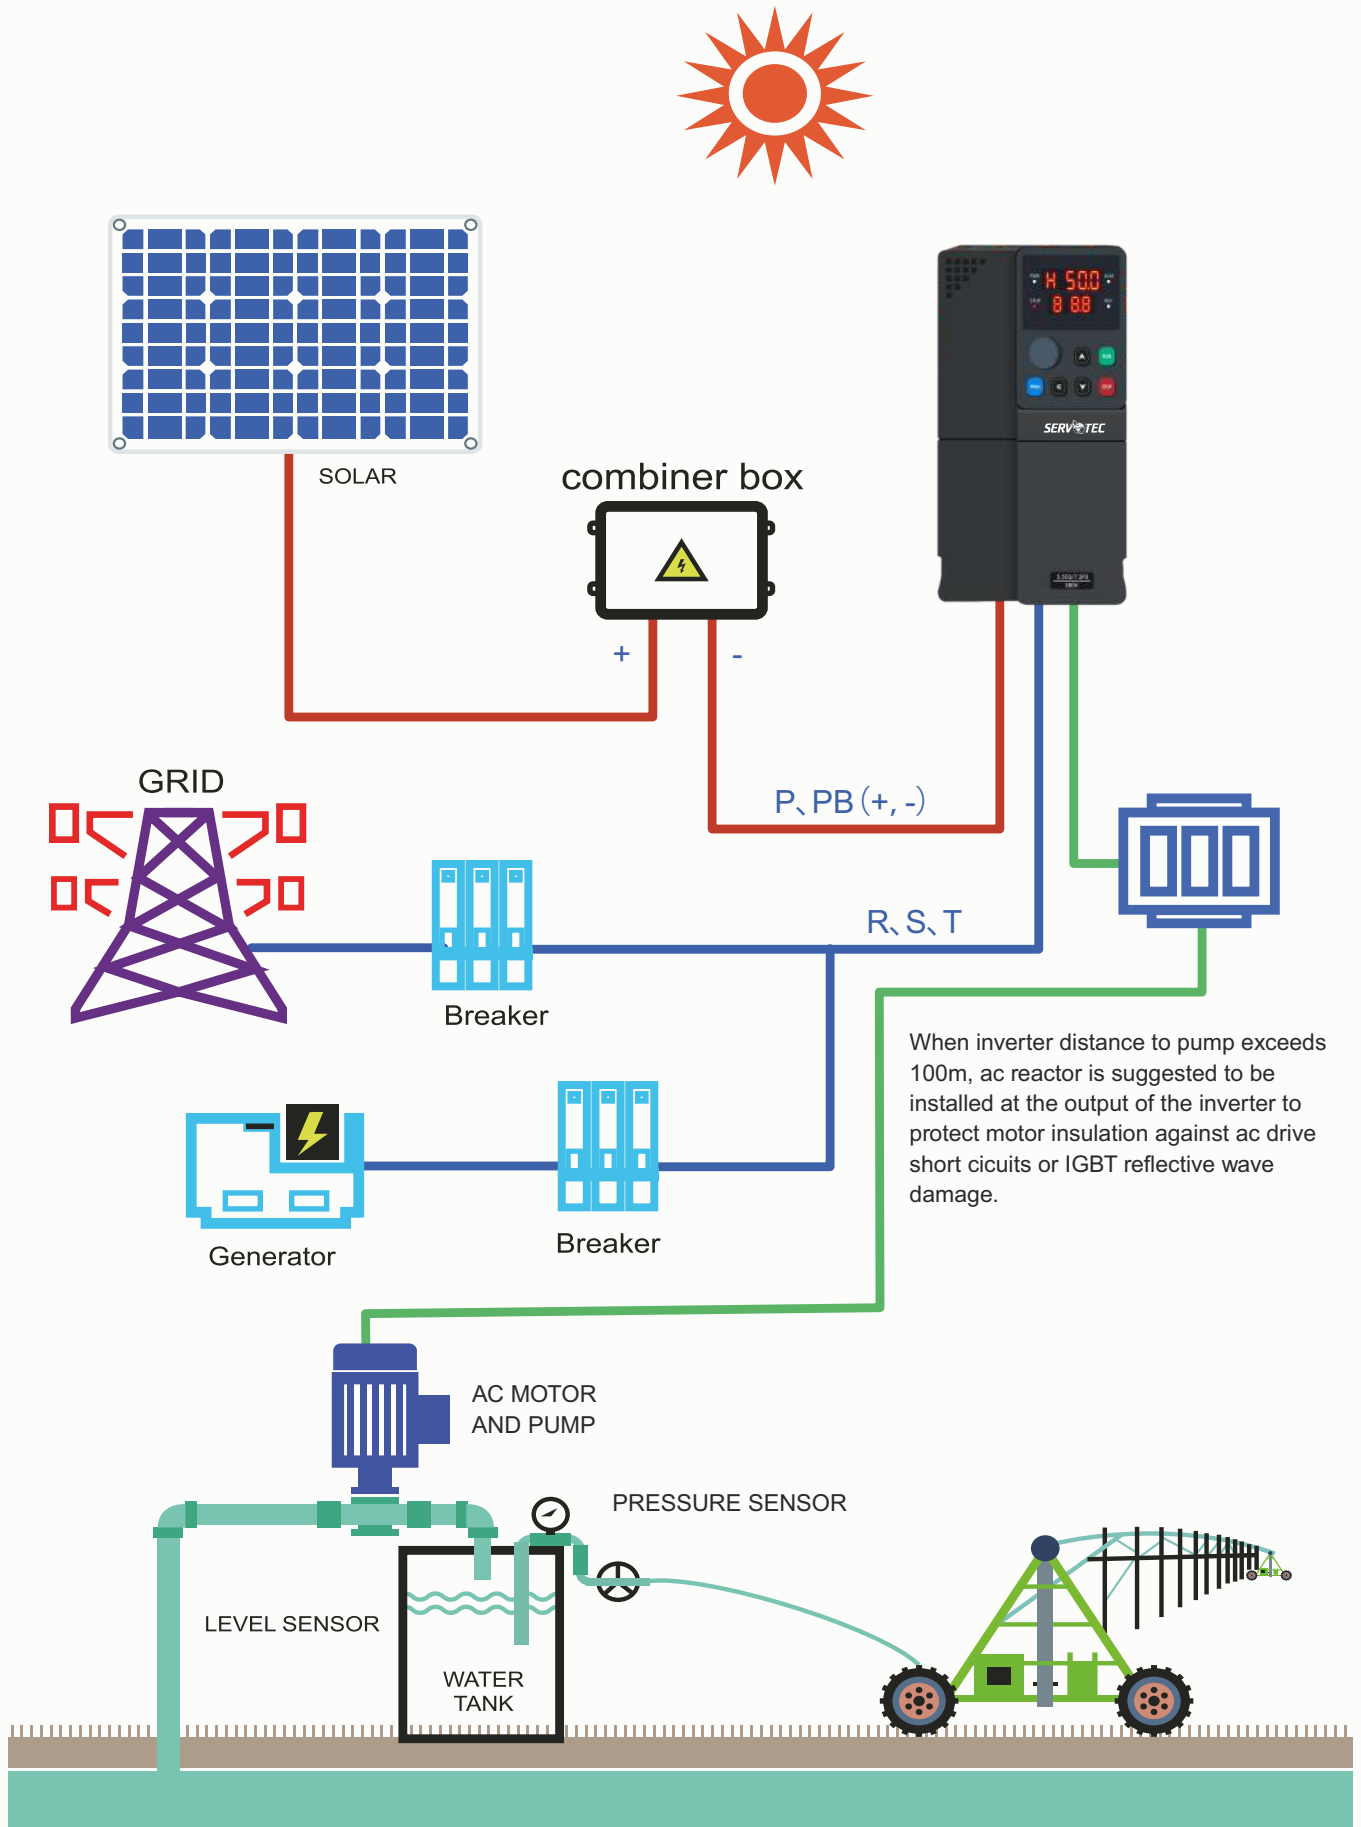 H 50.0
8 8.8
SERVOTEC
SOLAR
combiner box
+
-
P、PB(+, -)
GRID
R、S、T
Breaker
When inverter distance to pump exceeds
100m, ac reactor is suggested to be
installed at the output of the inverter to
protect motor insulation against ac drive
short cicuits or IGBT reflective wave
damage.
Generator
Breaker
AC MOTOR
AND PUMP
PRESSURE SENSOR
LEVEL SENSOR
WATER
TANK